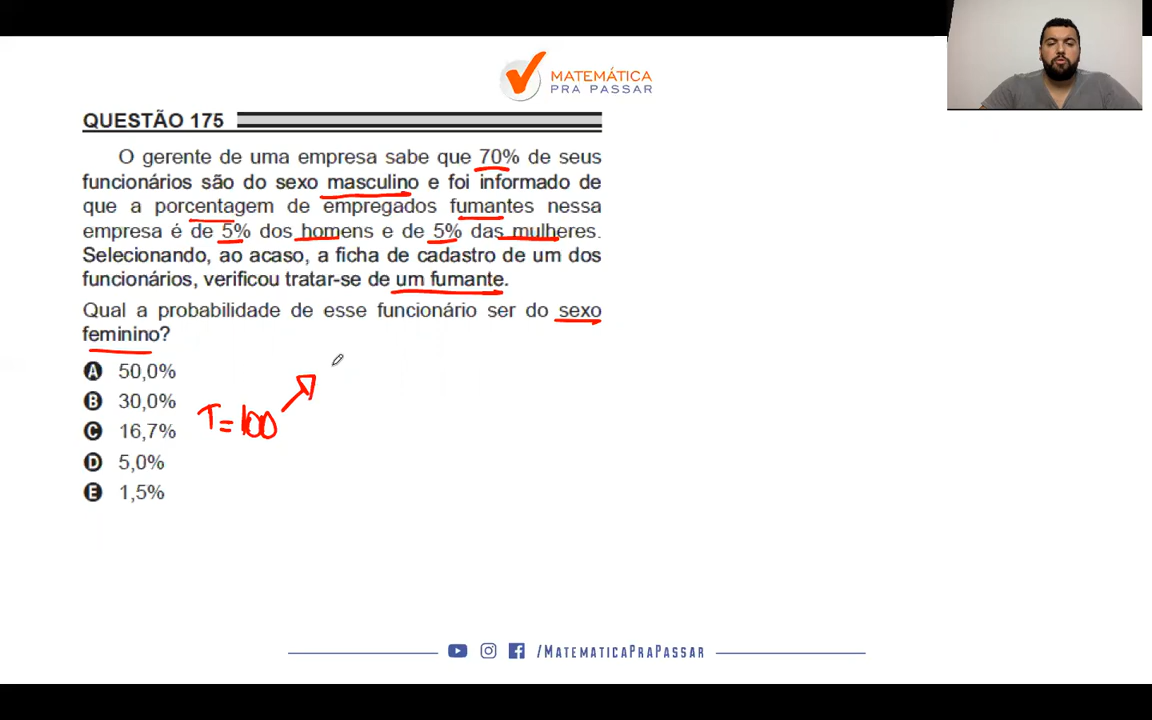 MATEMÁTICA
PRA PASSAR
QUESTÃO 175
O gerente de uma empresa sabe que 70% de seus
funcionários são do sexo masculino e foi informado de
que a porcentagem de empregados fumantes nessa
empresa é de 5% dos homens e de 5% das mulheres.
Selecionando, ao acaso, a ficha de cadastro de um dos
funcionários, verificou tratar-se de um fumante.
Qual a probabilidade de esse funcionário ser do sexo
feminino?
A 50,0%
B 30,0%
C 16,7%
D 5,0%
E 1,5%
T=100
/MATEMATICAPRAPASSAR